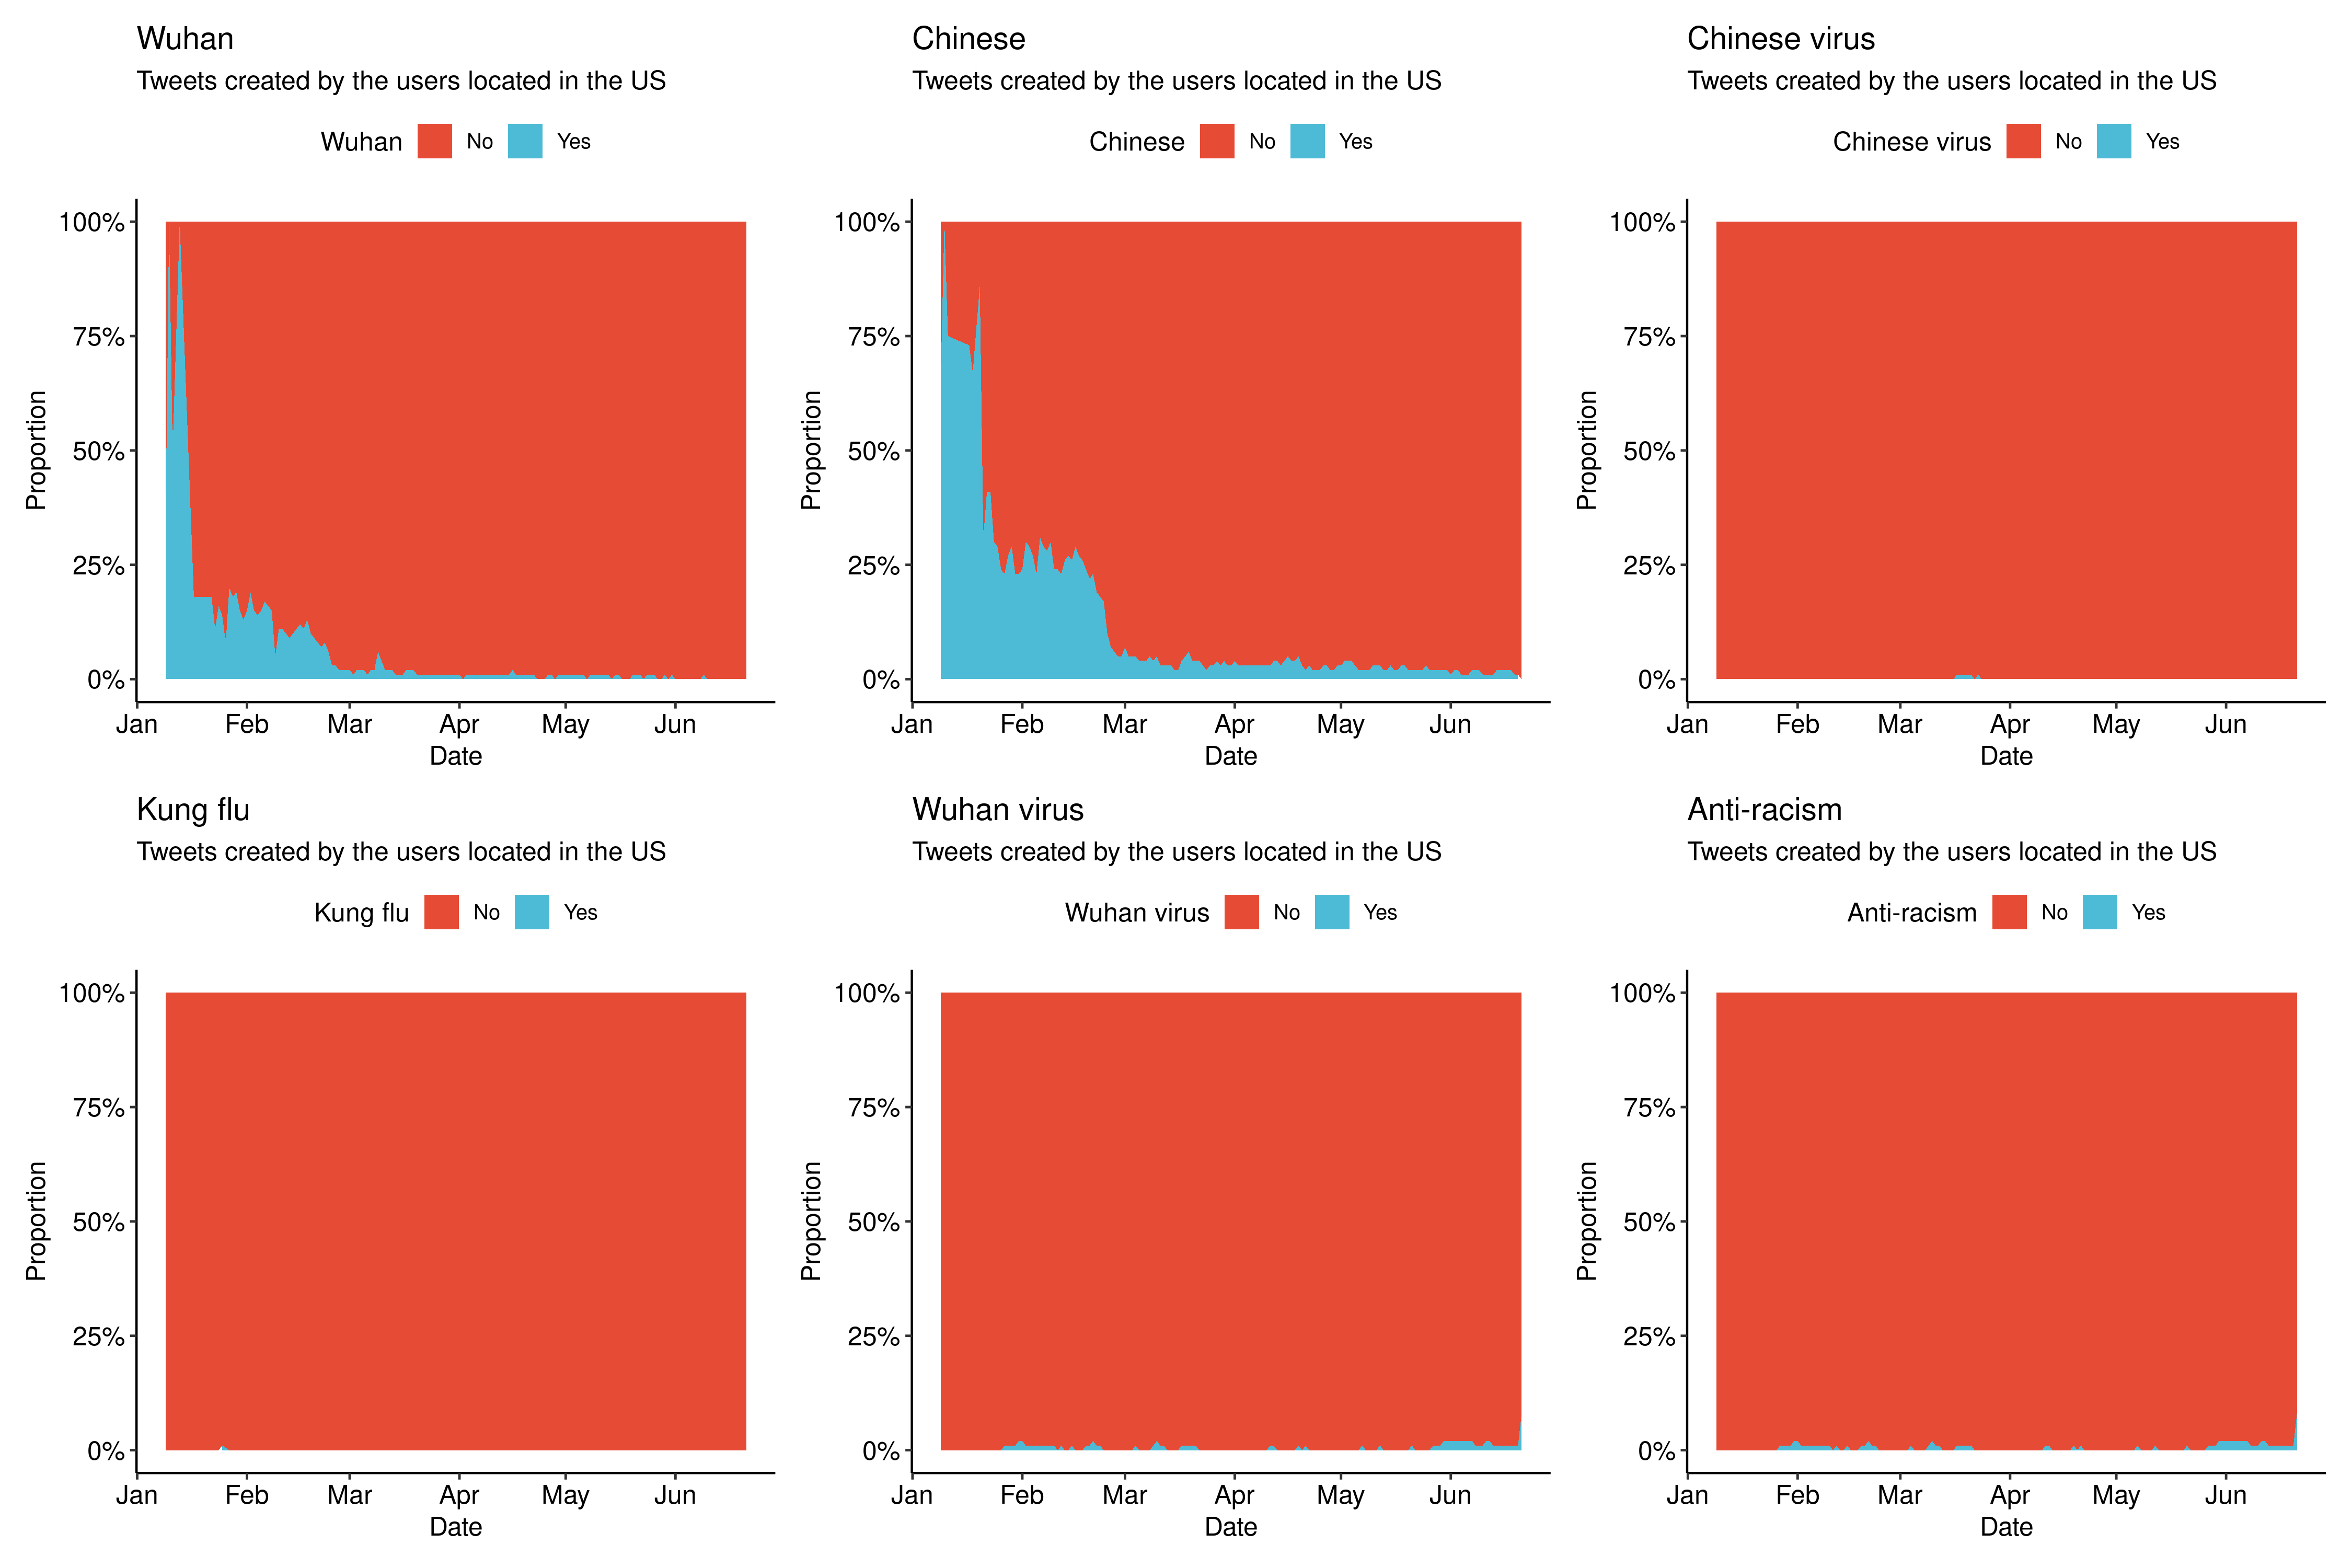 Wuhan
Tweets created by the users located in the US
Wuhan No Yes
100%
75%
50%
25%
0%
Proportion
Jan Feb Mar Apr May Jun
Date
Chinese
Tweets created by the users located in the US
Chinese No Yes
100%
75%
50%
25%
0%
Proportion
Jan Feb Mar Apr May Jun
Date
Chinese virus
Tweets created by the users located in the US
Chinese virus No Yes
100%
75%
50%
25%
0%
Proportion
Jan Feb Mar Apr May Jun
Date
Kung flu
Tweets created by the users located in the US
Kung flu No Yes
100%
75%
50%
25%
0%
Proportion
Jan Feb Mar Apr May Jun
Date
Wuhan virus
Tweets created by the users located in the US
Wuhan virus No Yes
100%
75%
50%
25%
0%
Proportion
Jan Feb Mar Apr May Jun
Date
Anti-racism
Tweets created by the users located in the US
Anti-racism No Yes
100%
75%
50%
25%
0%
Proportion
Jan Feb Mar Apr May Jun
Date